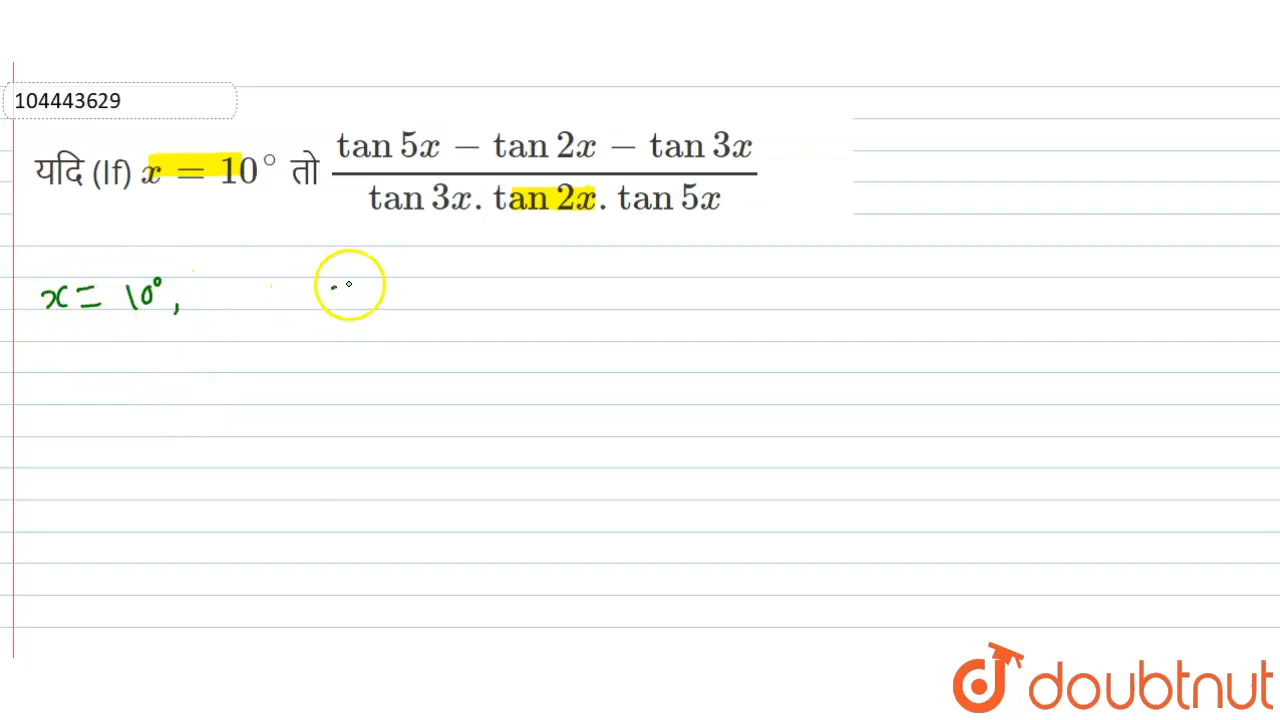 104443629
यदि (If) x = 10° तो (tan 5x − tan 2x − tan 3x) / (tan 3x. tan 2x. tan 5x)
x = 10°,
doubtnut